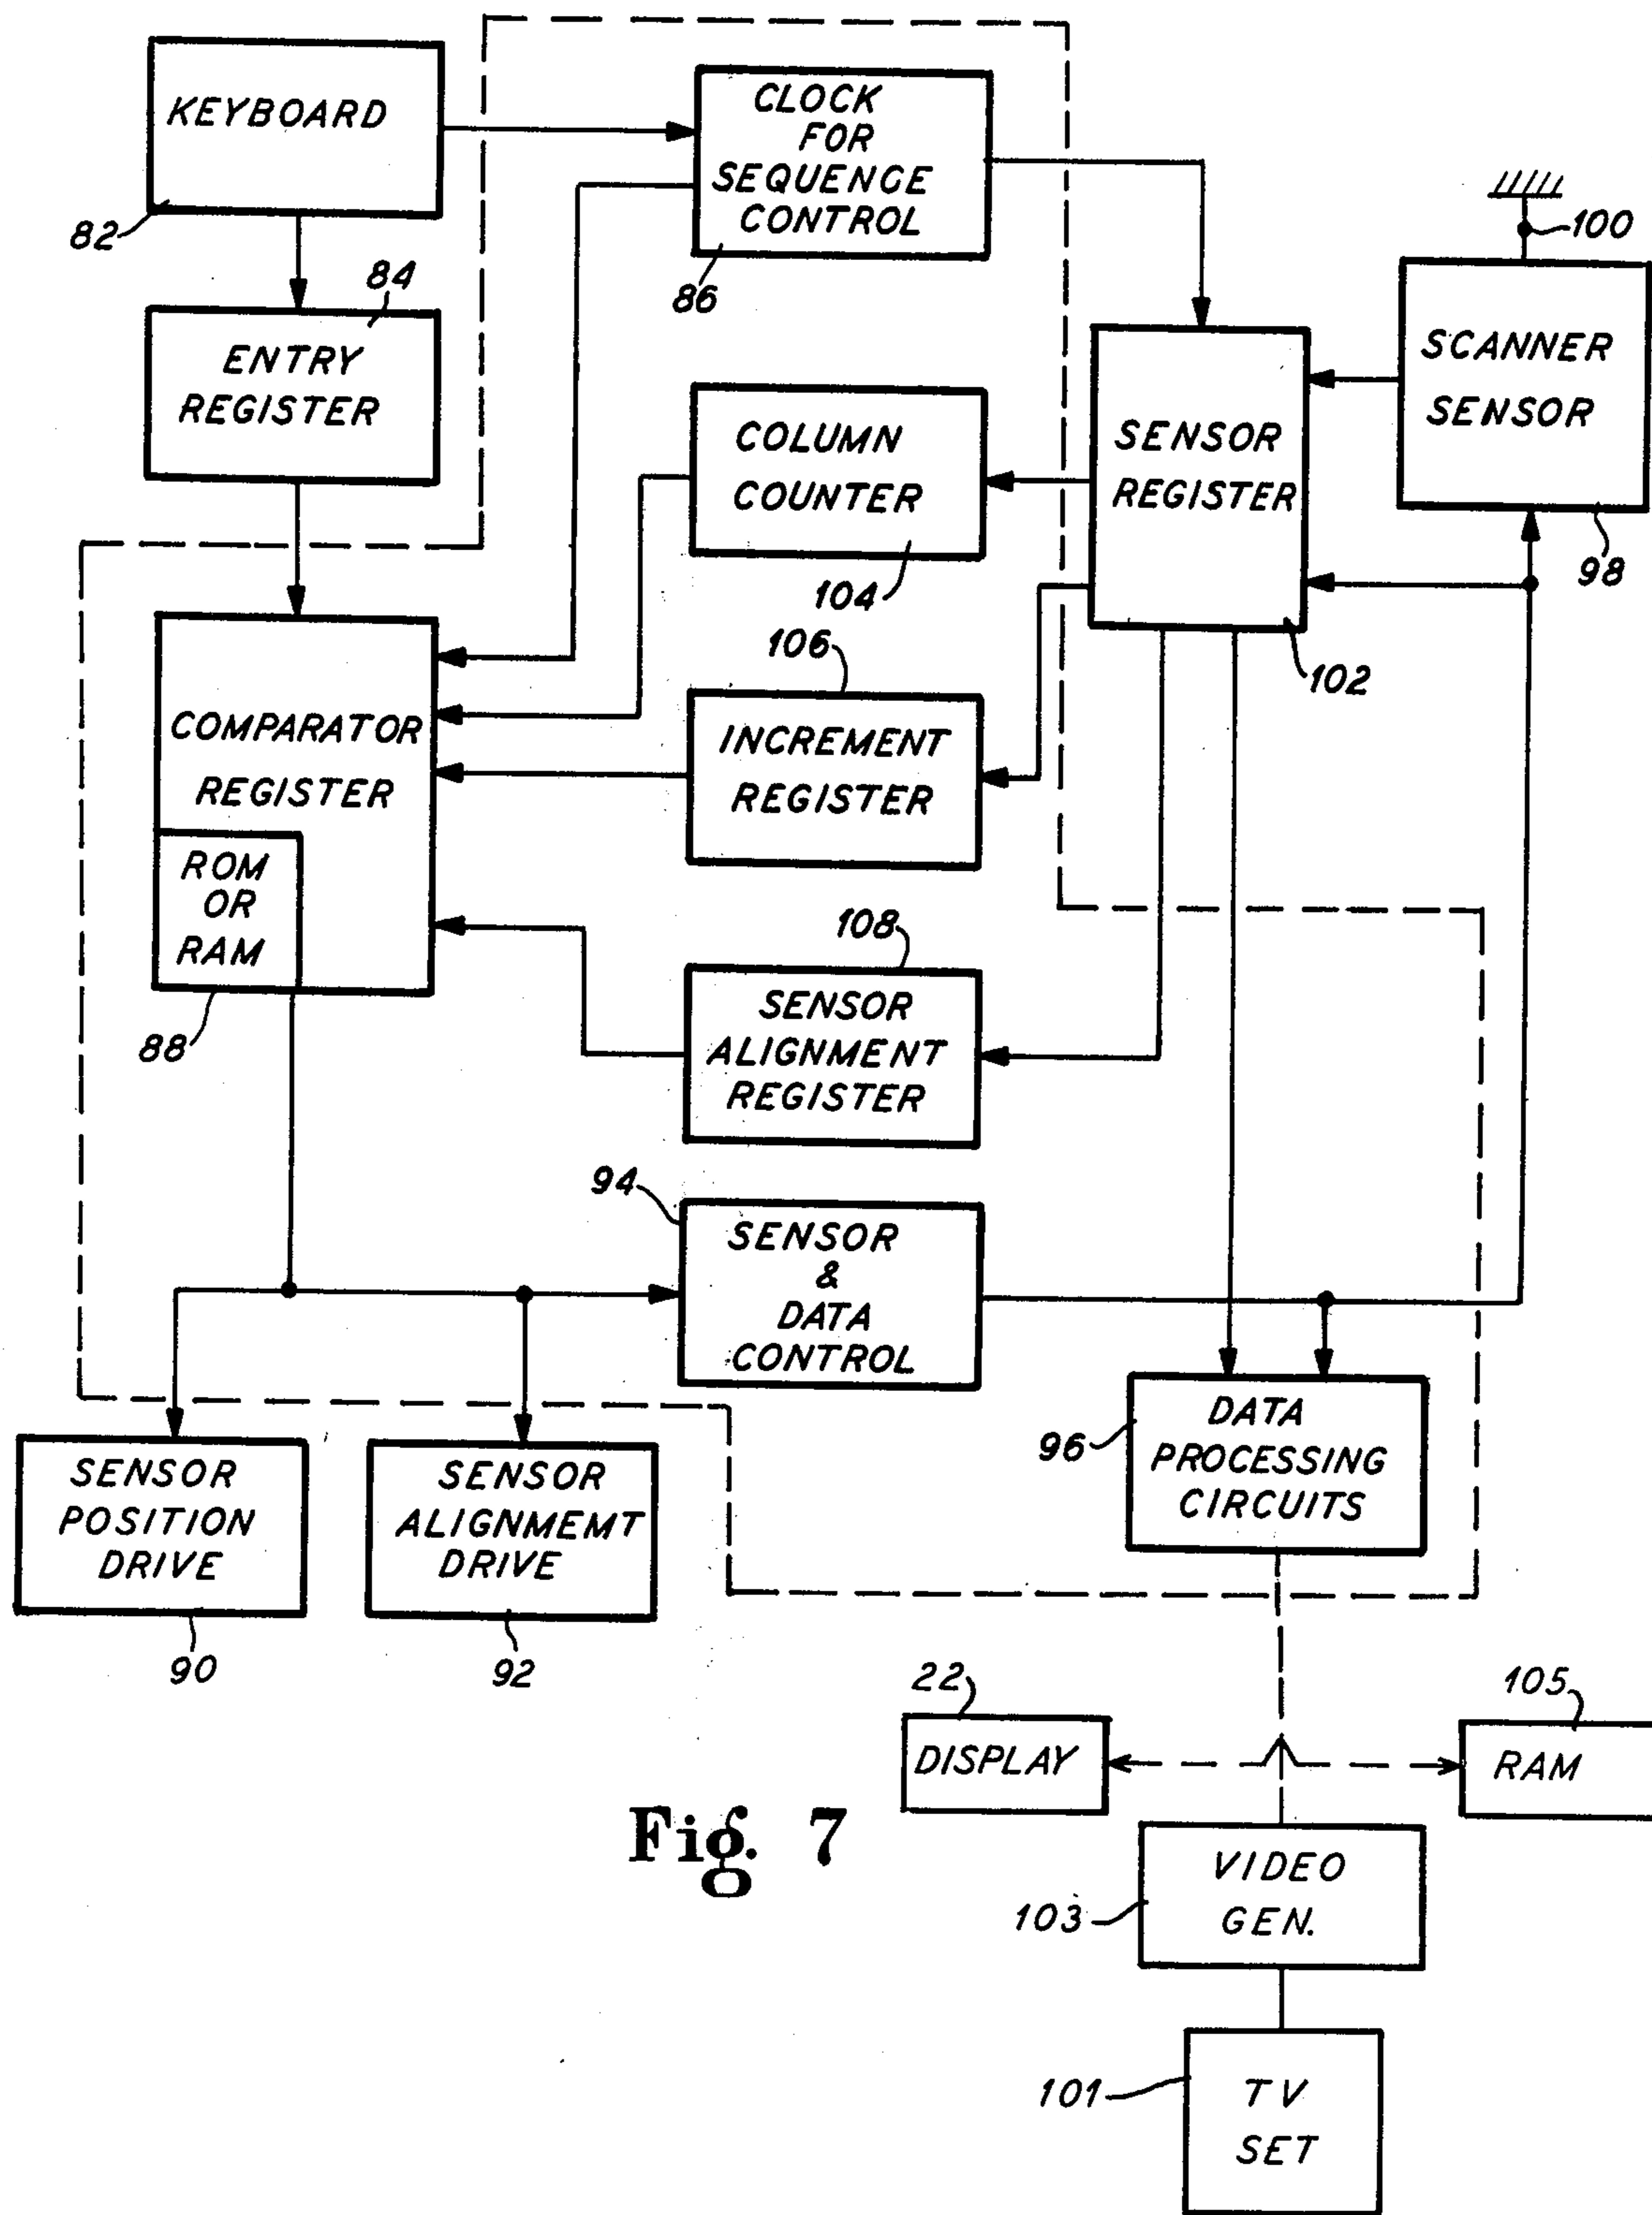 KEYBOARD
82
CLOCK
FOR
SEQUENCE
CONTROL
86
100
84
ENTRY
REGISTER
SCANNER
SENSOR
98
SENSOR
REGISTER
102
COLUMN
COUNTER
104
COMPARATOR
REGISTER
ROM
OR
RAM
88
106
INCREMENT
REGISTER
108
SENSOR
ALIGNMENT
REGISTER
94
SENSOR
&
DATA
CONTROL
96
DATA
PROCESSING
CIRCUITS
SENSOR
POSITION
DRIVE
90
SENSOR
ALIGNMEMT
DRIVE
92
22
DISPLAY
105
RAM
Fig. 7
103
VIDEO
GEN.
101
TV
SET